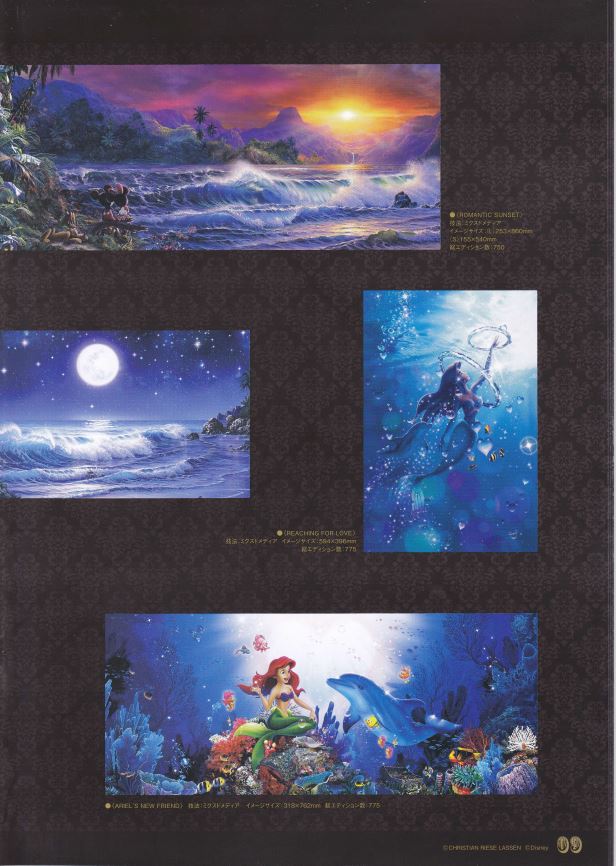 ●〈ROMANTIC SUNSET〉
技法:ミクストメディア
イメージサイズ:(L)253×860mm
(S)155×540mm
総エディション数:750
●〈REACHING FOR LOVE〉
技法:ミクストメディア イメージサイズ:594×396mm
総エディション数:775
●〈ARIEL'S NEW FRIEND〉 技法:ミクストメディア イメージサイズ:318×762mm 総エディション数:775
©CHRISTIAN RIESE LASSEN ©Disney 09